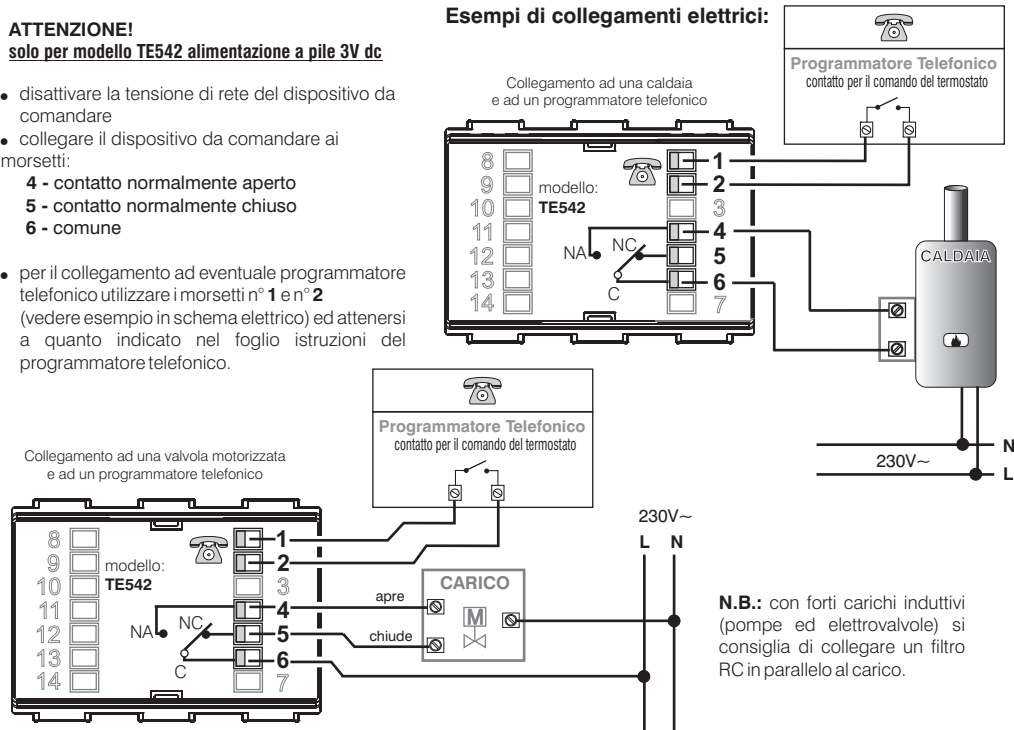 ATTENZIONE!
solo per modello TE542 alimentazione a pile 3V dc
• disattivare la tensione di rete del dispositivo da
comandare
• collegare il dispositivo da comandare ai
morsetti:
4 - contatto normalmente aperto
5 - contatto normalmente chiuso
6 - comune
• per il collegamento ad eventuale programmatore
telefonico utilizzare i morsetti n° 1 e n° 2
(vedere esempio in schema elettrico) ed attenersi
a quanto indicato nel foglio istruzioni del
programmatore telefonico.
Esempi di collegamenti elettrici:
Collegamento ad una caldaia
e ad un programmatore telefonico
Programmatore Telefonico
contatto per il comando del termostato
8
9
10
11
12
13
14
modello:
TE542
NA
NC
C
1
2
3
4
5
6
7
CALDAIA
230V~
N
L
Collegamento ad una valvola motorizzata
e ad un programmatore telefonico
Programmatore Telefonico
contatto per il comando del termostato
8
9
10
11
12
13
14
modello:
TE542
NA
NC
C
1
2
3
4
5
6
7
apre
chiude
CARICO
M
230V~
L N
N.B.: con forti carichi induttivi
(pompe ed elettrovalvole) si
consiglia di collegare un filtro
RC in parallelo al carico.